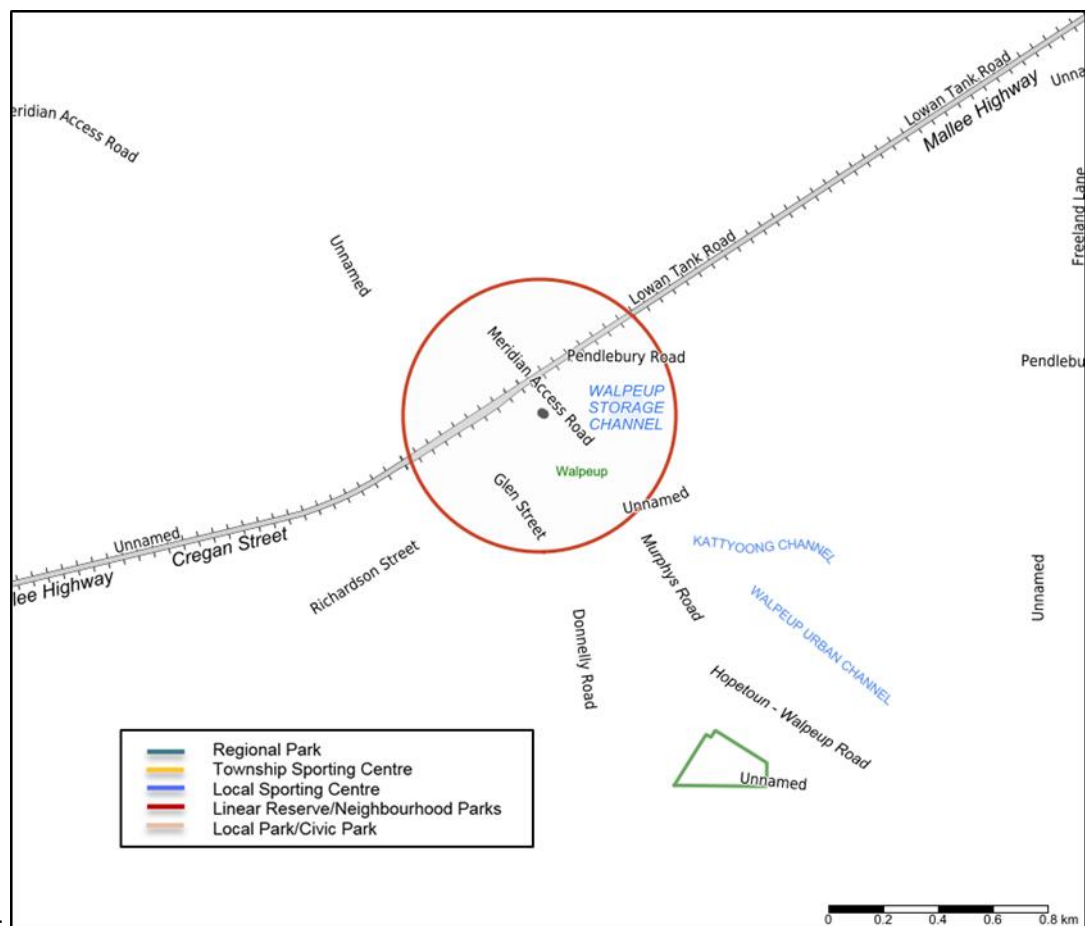 Lowan Tank Road
Mallee Highway
Unna
eridian Access Road
Freeland Lane
Unnamed
Lowan Tank Road
Meridian Access Road
Pendlebury Road
Pendlebu
WALPEUP
STORAGE
CHANNEL
Walpeup
Glen Street
Unnamed
Unnamed
Cregan Street
lee Highway
Richardson Street
Murphys Road
KATTYOONG CHANNEL
Unnamed
WALPEUP URBAN CHANNEL
Donnelly Road
Hopetoun - Walpeup Road
Unnamed
Regional Park
Township Sporting Centre
Local Sporting Centre
Linear Reserve/Neighbourhood Parks
Local Park/Civic Park
0 0.2 0.4 0.6 0.8 km